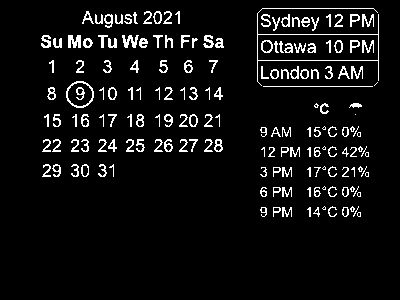 August 2021
Su Mo Tu We Th Fr Sa
1 2 3 4 5 6 7
8 9 10 11 12 13 14
15 16 17 18 19 20 21
22 23 24 25 26 27 28
29 30 31
Sydney 12 PM
Ottawa 10 PM
London 3 AM
°C
9 AM 15°C 0%
12 PM 16°C 42%
3 PM 17°C 21%
6 PM 16°C 0%
9 PM 14°C 0%